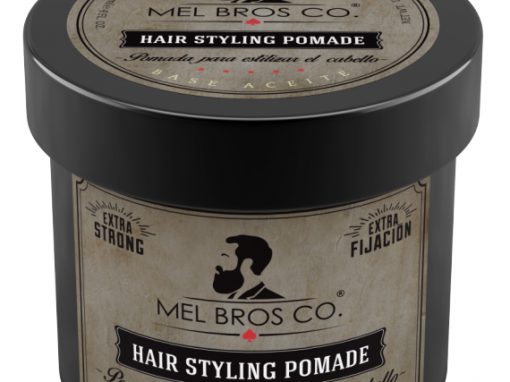 MEL BROS CO.®
HAIR STYLING POMADE
Pomada para estilizar el cabello
BASE ACEITE
EXTRA
STRONG
EXTRA
FIJACIÓN
MEL BROS CO.®
HAIR STYLING POMADE